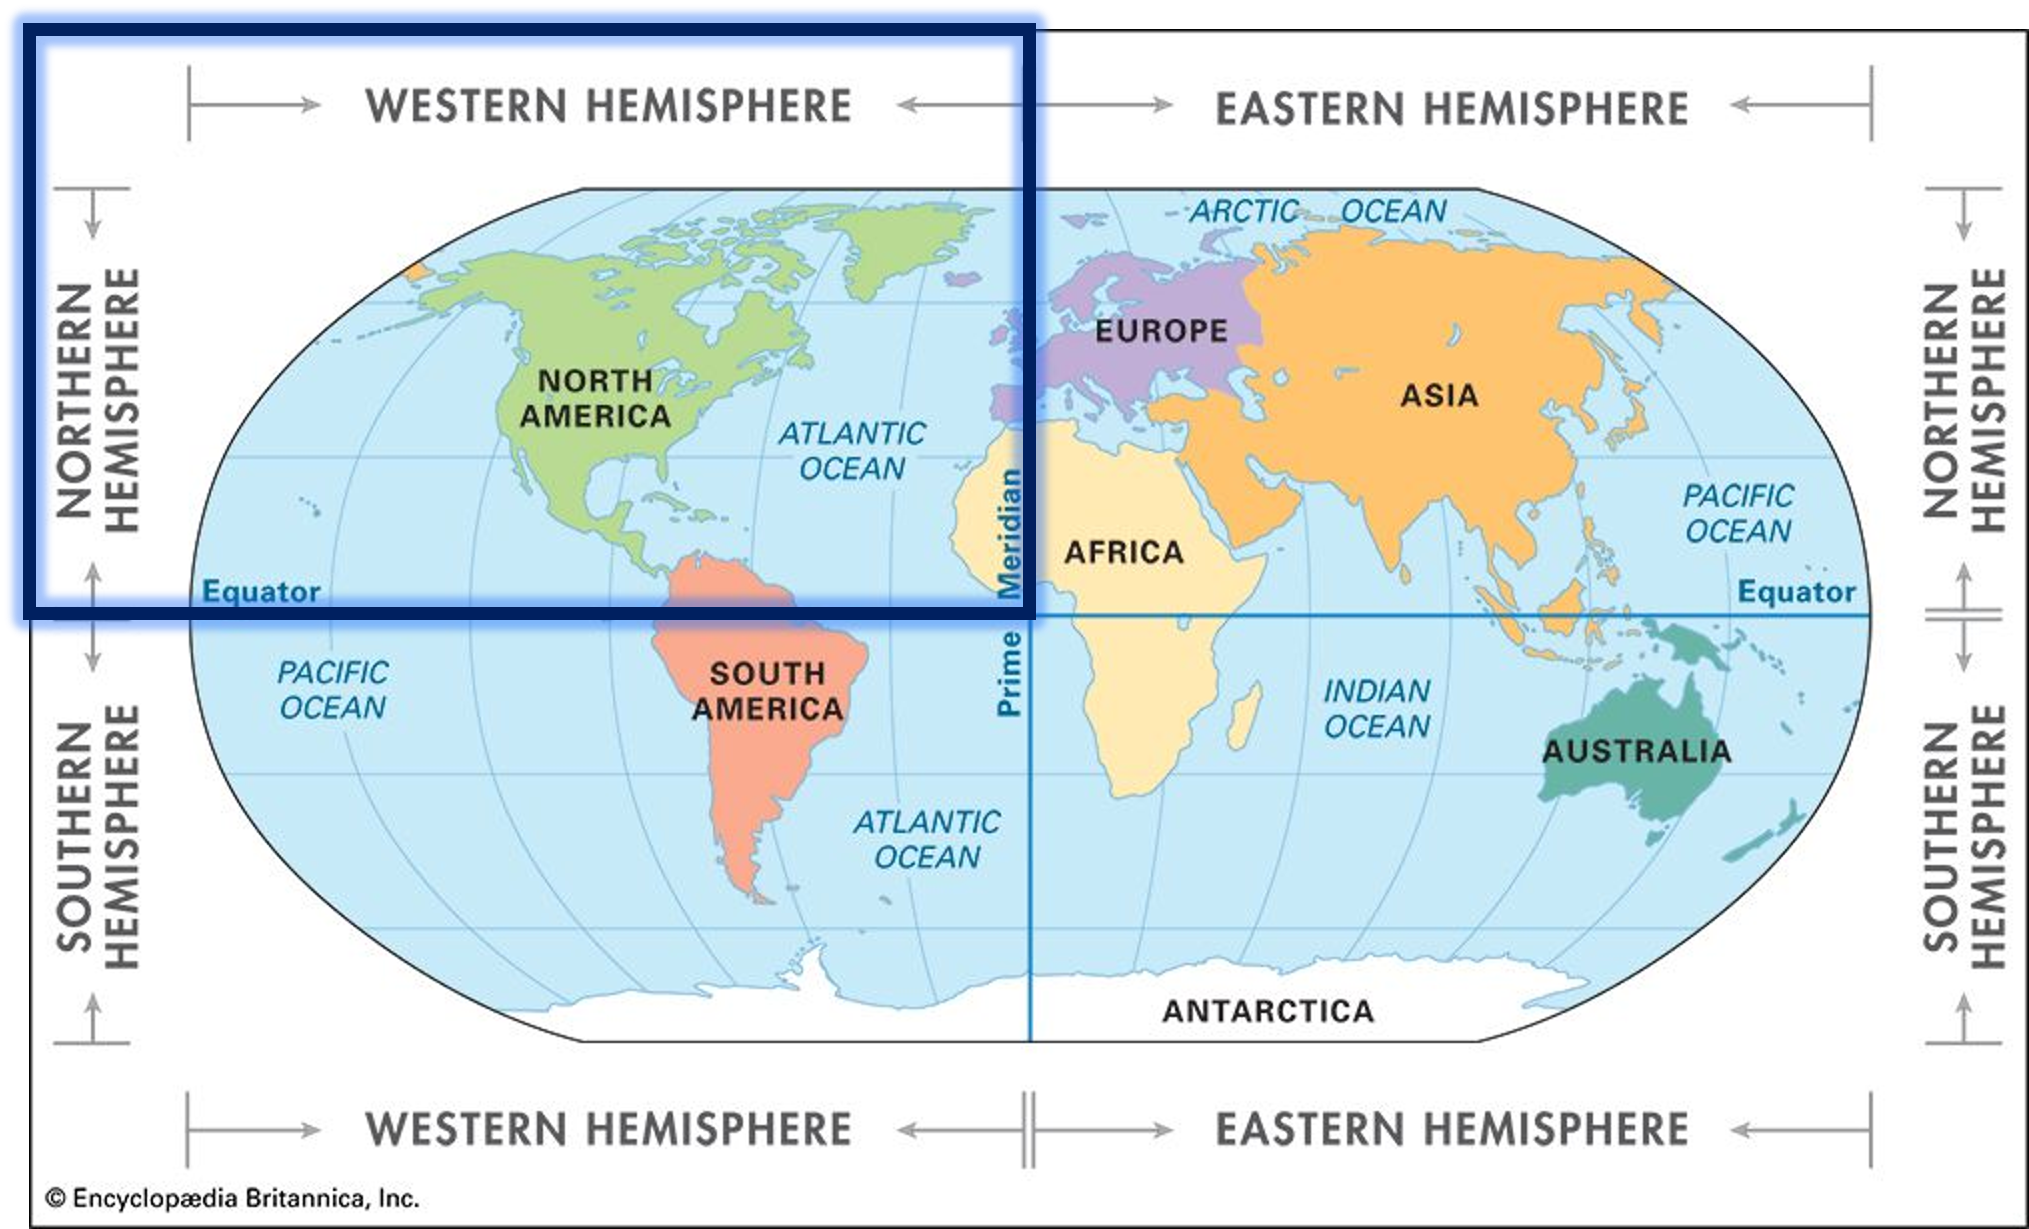 WESTERN HEMISPHERE
EASTERN HEMISPHERE
NORTHERN
HEMISPHERE
ARCTIC OCEAN
NORTHERN
HEMISPHERE
EUROPE
NORTH
AMERICA
ASIA
ATLANTIC
OCEAN
PACIFIC
OCEAN
AFRICA
Equator
Equator
Prime Meridian
SOUTHERN
HEMISPHERE
PACIFIC
OCEAN
SOUTH
AMERICA
INDIAN
OCEAN
AUSTRALIA
SOUTHERN
HEMISPHERE
ATLANTIC
OCEAN
ANTARCTICA
WESTERN HEMISPHERE
EASTERN HEMISPHERE
© Encyclopædia Britannica, Inc.